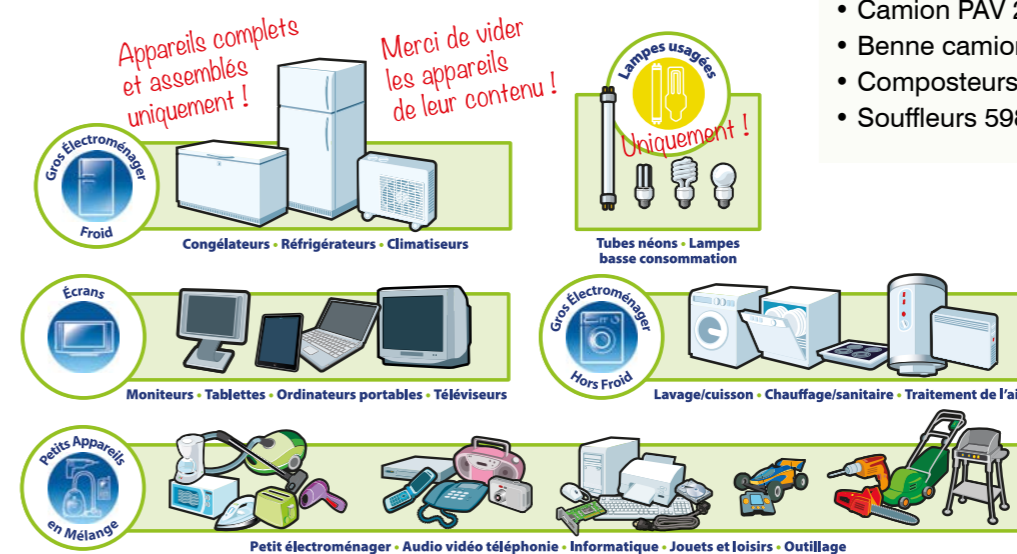 Appareils complets
et assemblés
uniquement !
Merci de vider
les appareils
de leur contenu !
Gros Électroménager
Froid
Congélateurs • Réfrigérateurs • Climatiseurs
Lampes usagées
Uniquement !
Tubes néons • Lampes
basse consommation
• Camion PAV 2
• Benne camion
• Composteurs
• Souffleurs 598
Écrans
Moniteurs • Tablettes • Ordinateurs portables • Téléviseurs
Gros Électroménager
Hors Froid
Lavage/cuisson • Chauffage/sanitaire • Traitement de l'ai
Petits Appareils
en Mélange
Petit électroménager • Audio vidéo téléphonie • Informatique • Jouets et loisirs • Outillage